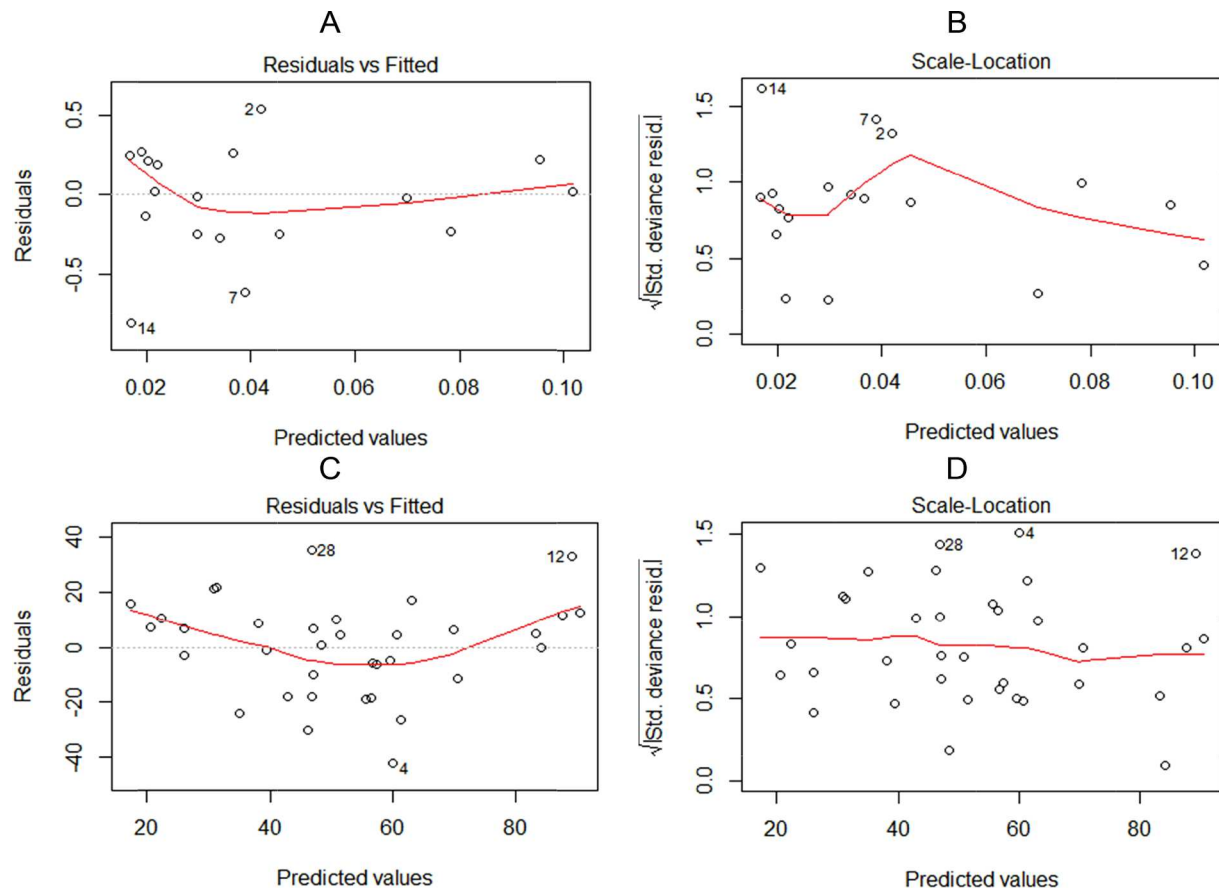 A
Residuals vs Fitted
Residuals
0.5
0.0
-0.5
2
7
14
0.02 0.04 0.06 0.08 0.10
Predicted values
B
Scale-Location
√|Std. deviance resid.|
1.5
1.0
0.5
0.0
14
7
2
0.02 0.04 0.06 0.08 0.10
Predicted values
C
Residuals vs Fitted
Residuals
40
20
0
-20
-40
28
12
4
20 40 60 80
Predicted values
D
Scale-Location
√|Std. deviance resid.|
1.5
1.0
0.5
0.0
28
4
12
20 40 60 80
Predicted values